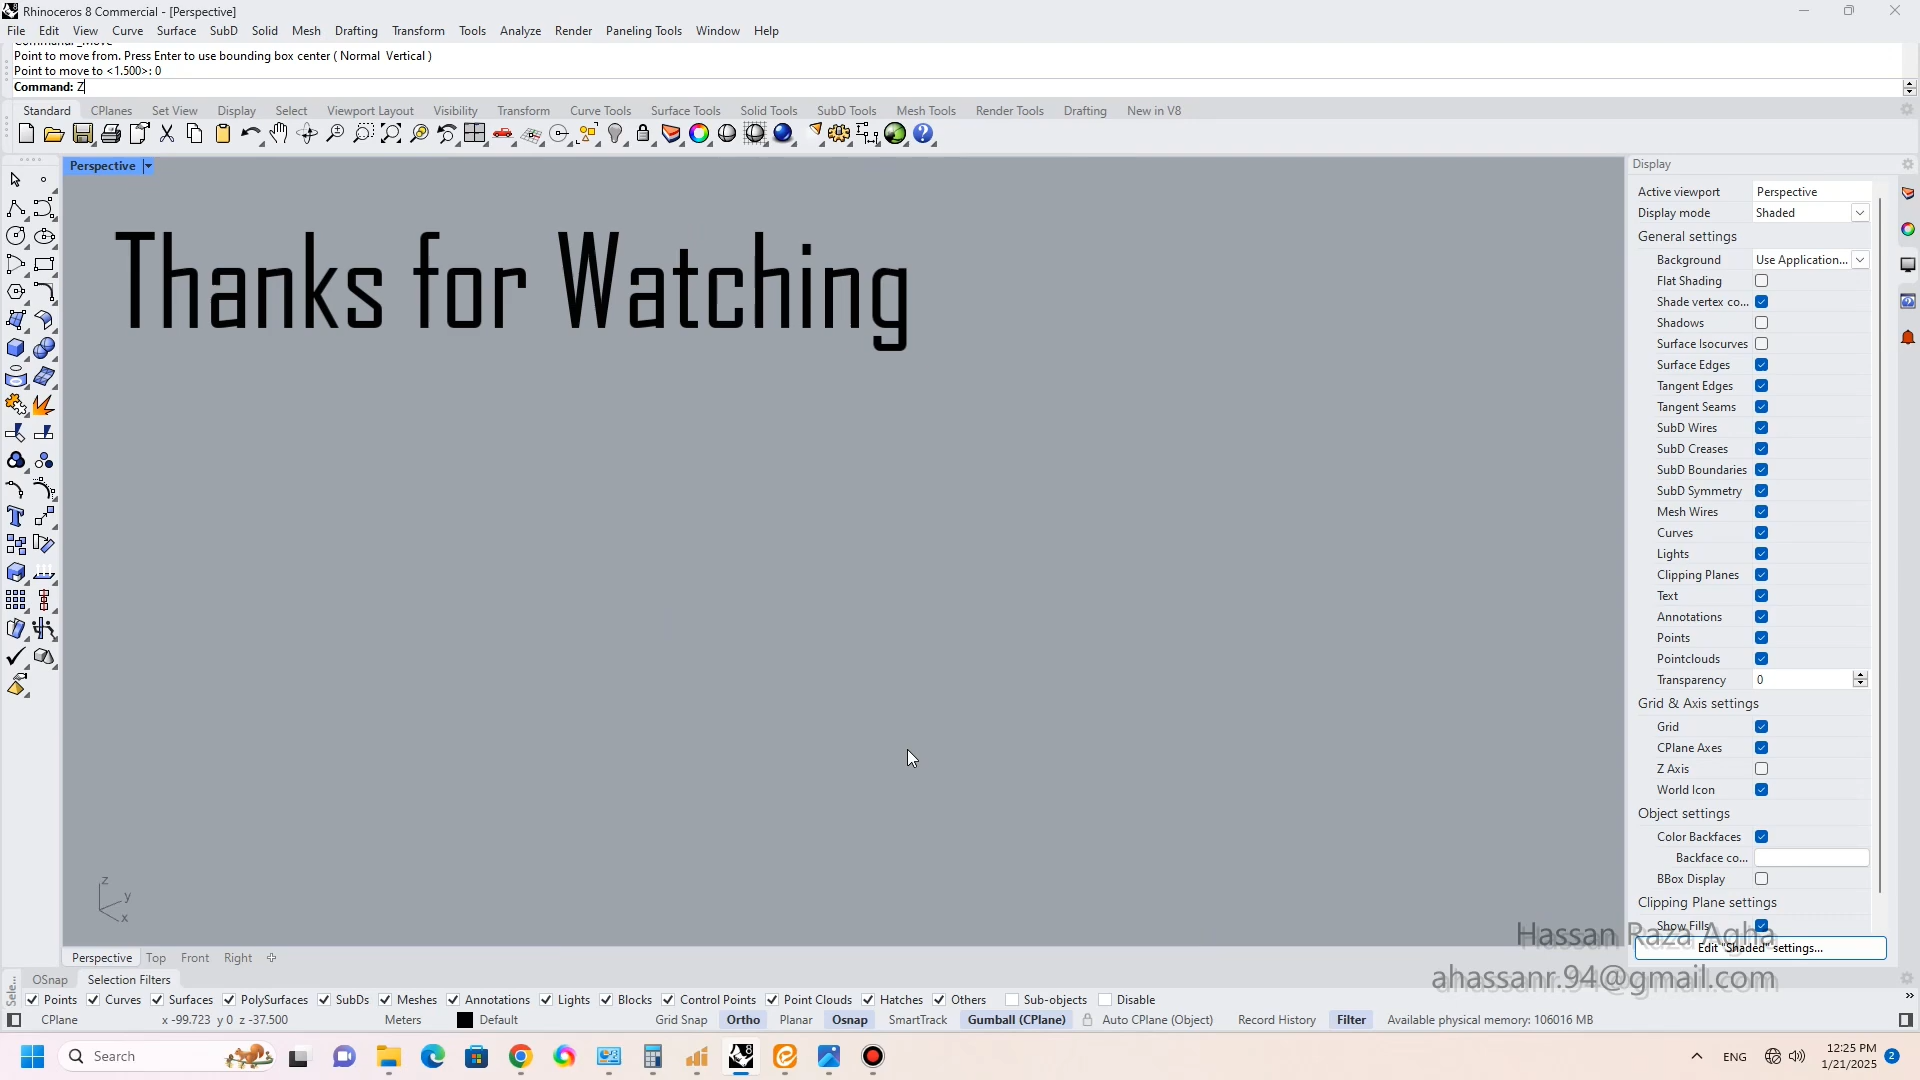 Rhinoceros 8 Commercial - [Perspective]
File Edit View Curve Surface SubD Solid Mesh Drafting Transform Tools Analyze Render Paneling Tools Window Help
Point to move from. Press Enter to use bounding box center ( Normal Vertical )
Point to move to <1.500>: 0
Command: Z
Standard CPlanes Set View Display Select Viewport Layout Visibility Transform Curve Tools Surface Tools Solid Tools SubD Tools Mesh Tools Render Tools Drafting New in V8
Perspective
Thanks for Watching
z
y
x
Display
Active viewport Perspective
Display mode Shaded
General settings
Background Use Application...
Flat Shading
Shade vertex co...
Shadows
Surface Isocurves
Surface Edges
Tangent Edges
Tangent Seams
SubD Wires
SubD Creases
SubD Boundaries
SubD Symmetry
Mesh Wires
Curves
Lights
Clipping Planes
Text
Annotations
Points
Pointclouds
Transparency 0
Grid & Axis settings
Grid
CPlane Axes
Z Axis
World Icon
Object settings
Color Backfaces
Backface co...
BBox Display
Clipping Plane settings
Show Fills
Edit "Shaded" settings...
Hassan Raza Agha
ahassanr.94@gmail.com
Perspective Top Front Right
Sele...
OSnap Selection Filters
Points Curves Surfaces PolySurfaces SubDs Meshes Annotations Lights Blocks Control Points Point Clouds Hatches Others Sub-objects Disable
CPlane x -99.723 y 0 z -37.500 Meters Default Grid Snap Ortho Planar Osnap SmartTrack Gumball (CPlane) Auto CPlane (Object) Record History Filter Available physical memory: 106016 MB
Search
8
ENG
12:25 PM
1/21/2025
2